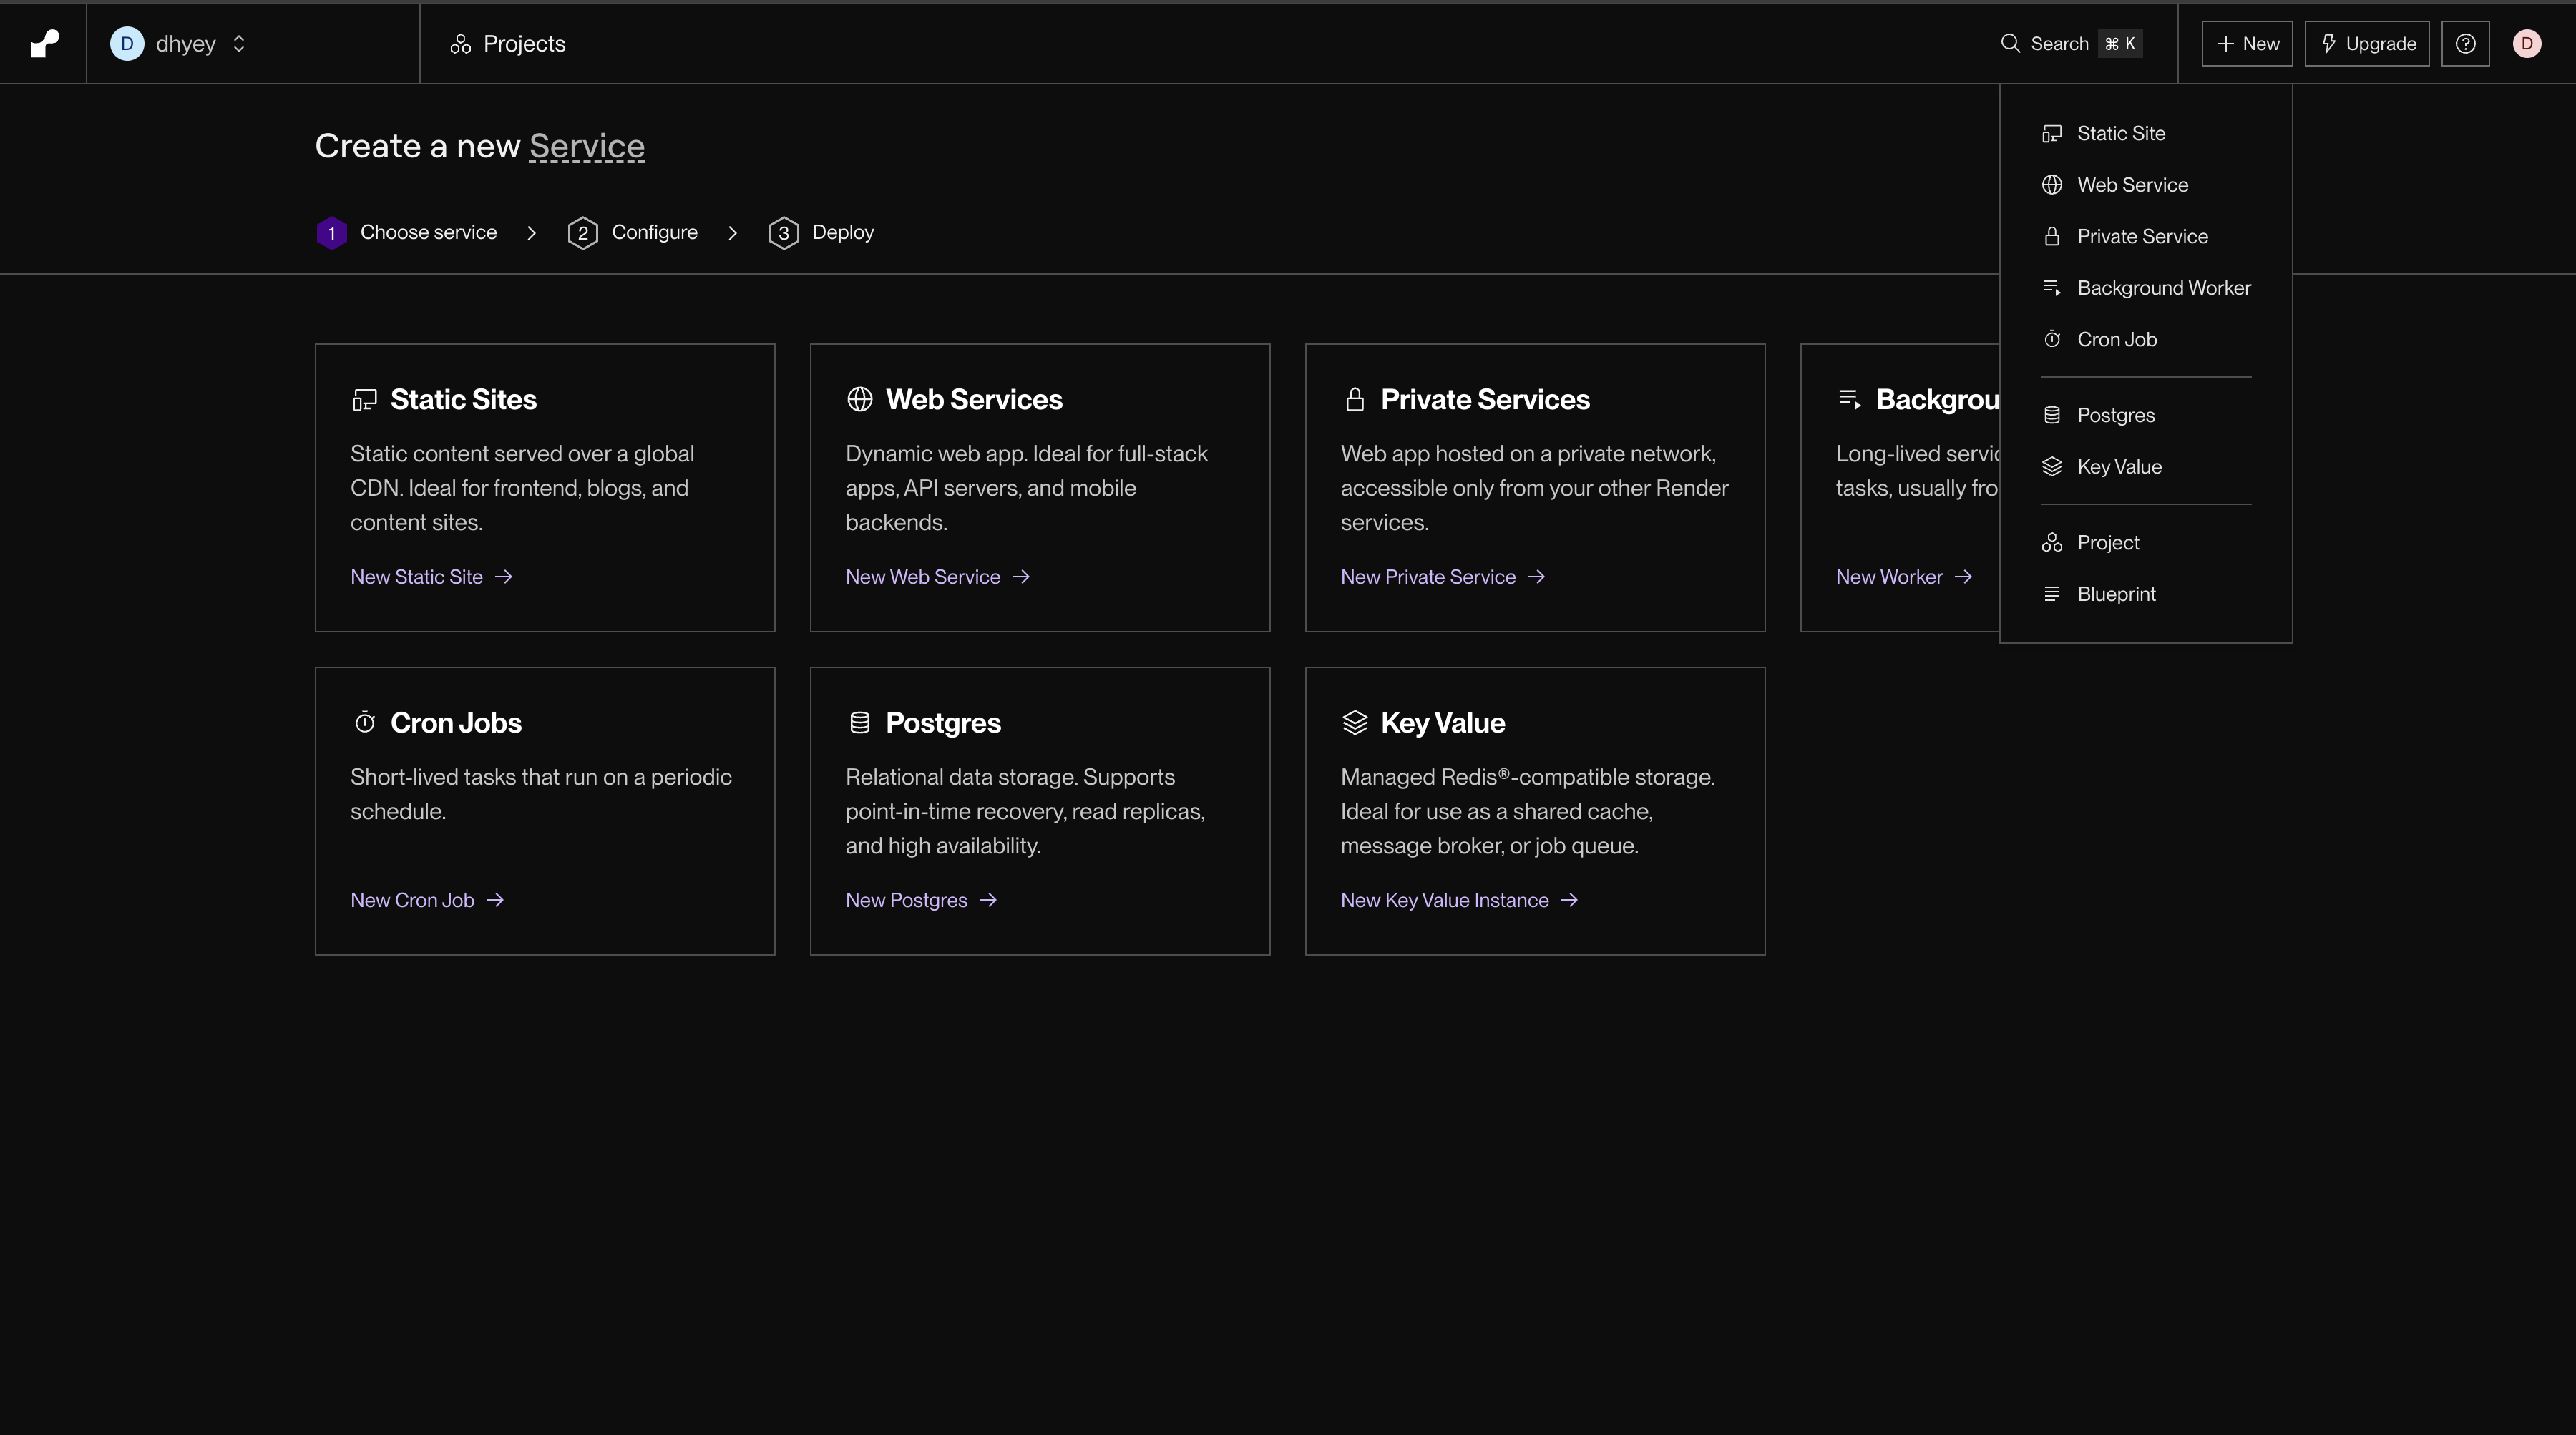 D dhyey
Projects
Search ⌘ K
+ New
Upgrade
?
D
Create a new Service
1 Choose service > 2 Configure > 3 Deploy
Static Site
Web Service
Private Service
Background Worker
Cron Job
Postgres
Key Value
Project
Blueprint
Static Sites
Static content served over a global
CDN. Ideal for frontend, blogs, and
content sites.
New Static Site →
Web Services
Dynamic web app. Ideal for full-stack
apps, API servers, and mobile
backends.
New Web Service →
Private Services
Web app hosted on a private network,
accessible only from your other Render
services.
New Private Service →
Backgrou
Long-lived servic
tasks, usually fro
New Worker →
Cron Jobs
Short-lived tasks that run on a periodic
schedule.
New Cron Job →
Postgres
Relational data storage. Supports
point-in-time recovery, read replicas,
and high availability.
New Postgres →
Key Value
Managed Redis®-compatible storage.
Ideal for use as a shared cache,
message broker, or job queue.
New Key Value Instance →